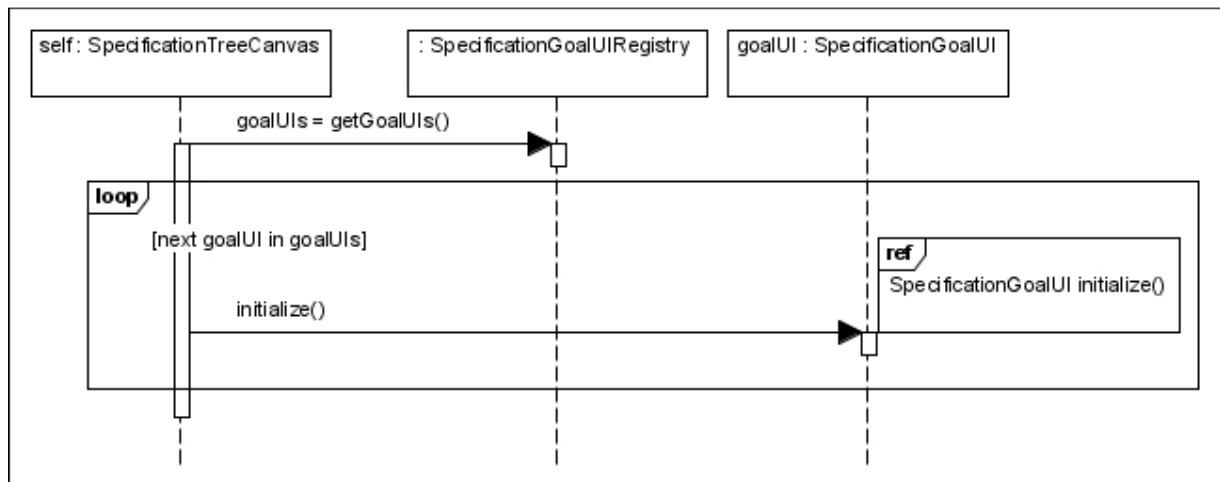 self : SpecificationTreeCanvas
: SpecificationGoalUIRegistry
goalUI : SpecificationGoalUI
goalUIs = getGoalUIs()
loop
[next goalUI in goalUIs]
ref
SpecificationGoalUI initialize()
initialize()